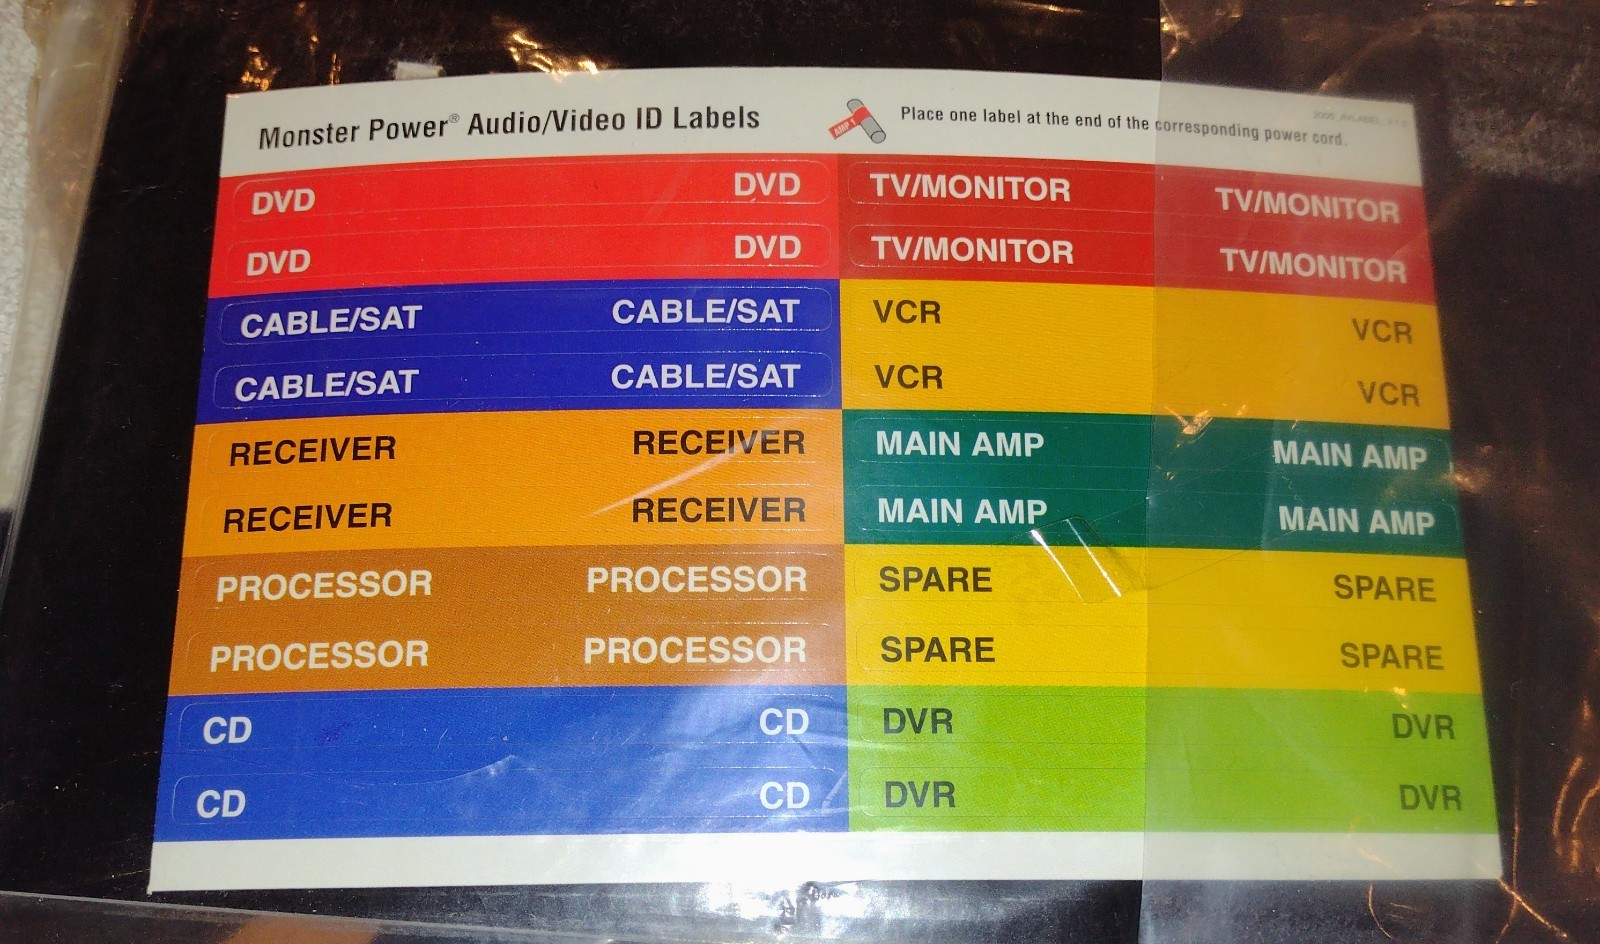 Monster Power® Audio/Video ID Labels
AMP 1
Place one label at the end of the corresponding power cord.
DVD DVD TV/MONITOR TV/MONITOR
DVD DVD TV/MONITOR TV/MONITOR
CABLE/SAT CABLE/SAT VCR VCR
CABLE/SAT CABLE/SAT VCR VCR
RECEIVER RECEIVER MAIN AMP MAIN AMP
RECEIVER RECEIVER MAIN AMP MAIN AMP
PROCESSOR PROCESSOR SPARE SPARE
PROCESSOR PROCESSOR SPARE SPARE
CD CD DVR DVR
CD CD DVR DVR